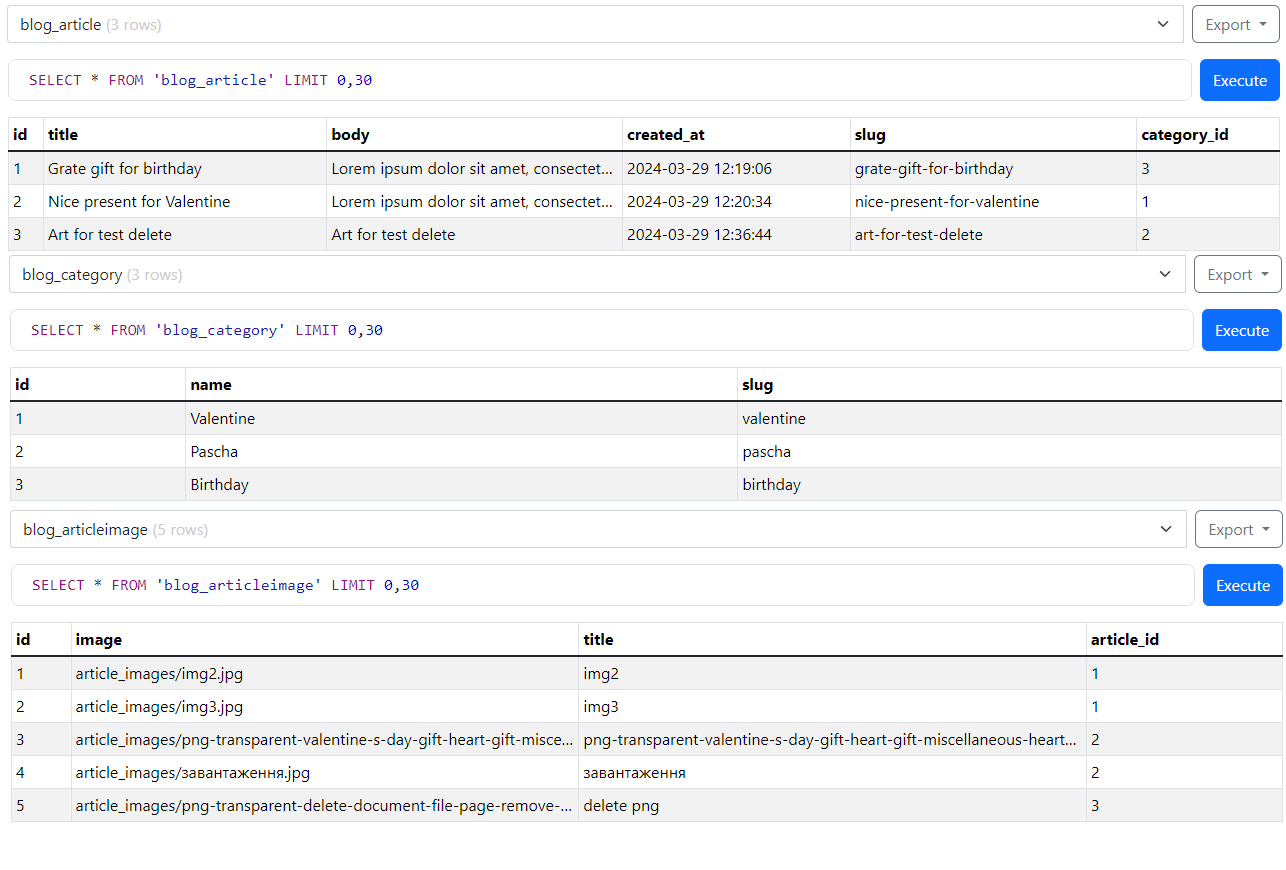 blog_article (3 rows) Export
SELECT * FROM 'blog_article' LIMIT 0,30 Execute
id title body created_at slug category_id
1 Grate gift for birthday Lorem ipsum dolor sit amet, consectet... 2024-03-29 12:19:06 grate-gift-for-birthday 3
2 Nice present for Valentine Lorem ipsum dolor sit amet, consectet... 2024-03-29 12:20:34 nice-present-for-valentine 1
3 Art for test delete Art for test delete 2024-03-29 12:36:44 art-for-test-delete 2
blog_category (3 rows) Export
SELECT * FROM 'blog_category' LIMIT 0,30 Execute
id name slug
1 Valentine valentine
2 Pascha pascha
3 Birthday birthday
blog_articleimage (5 rows) Export
SELECT * FROM 'blog_articleimage' LIMIT 0,30 Execute
id image title article_id
1 article_images/img2.jpg img2 1
2 article_images/img3.jpg img3 1
3 article_images/png-transparent-valentine-s-day-gift-heart-gift-misce... png-transparent-valentine-s-day-gift-heart-gift-miscellaneous-heart... 2
4 article_images/завантаження.jpg завантаження 2
5 article_images/png-transparent-delete-document-file-page-remove-... delete png 3